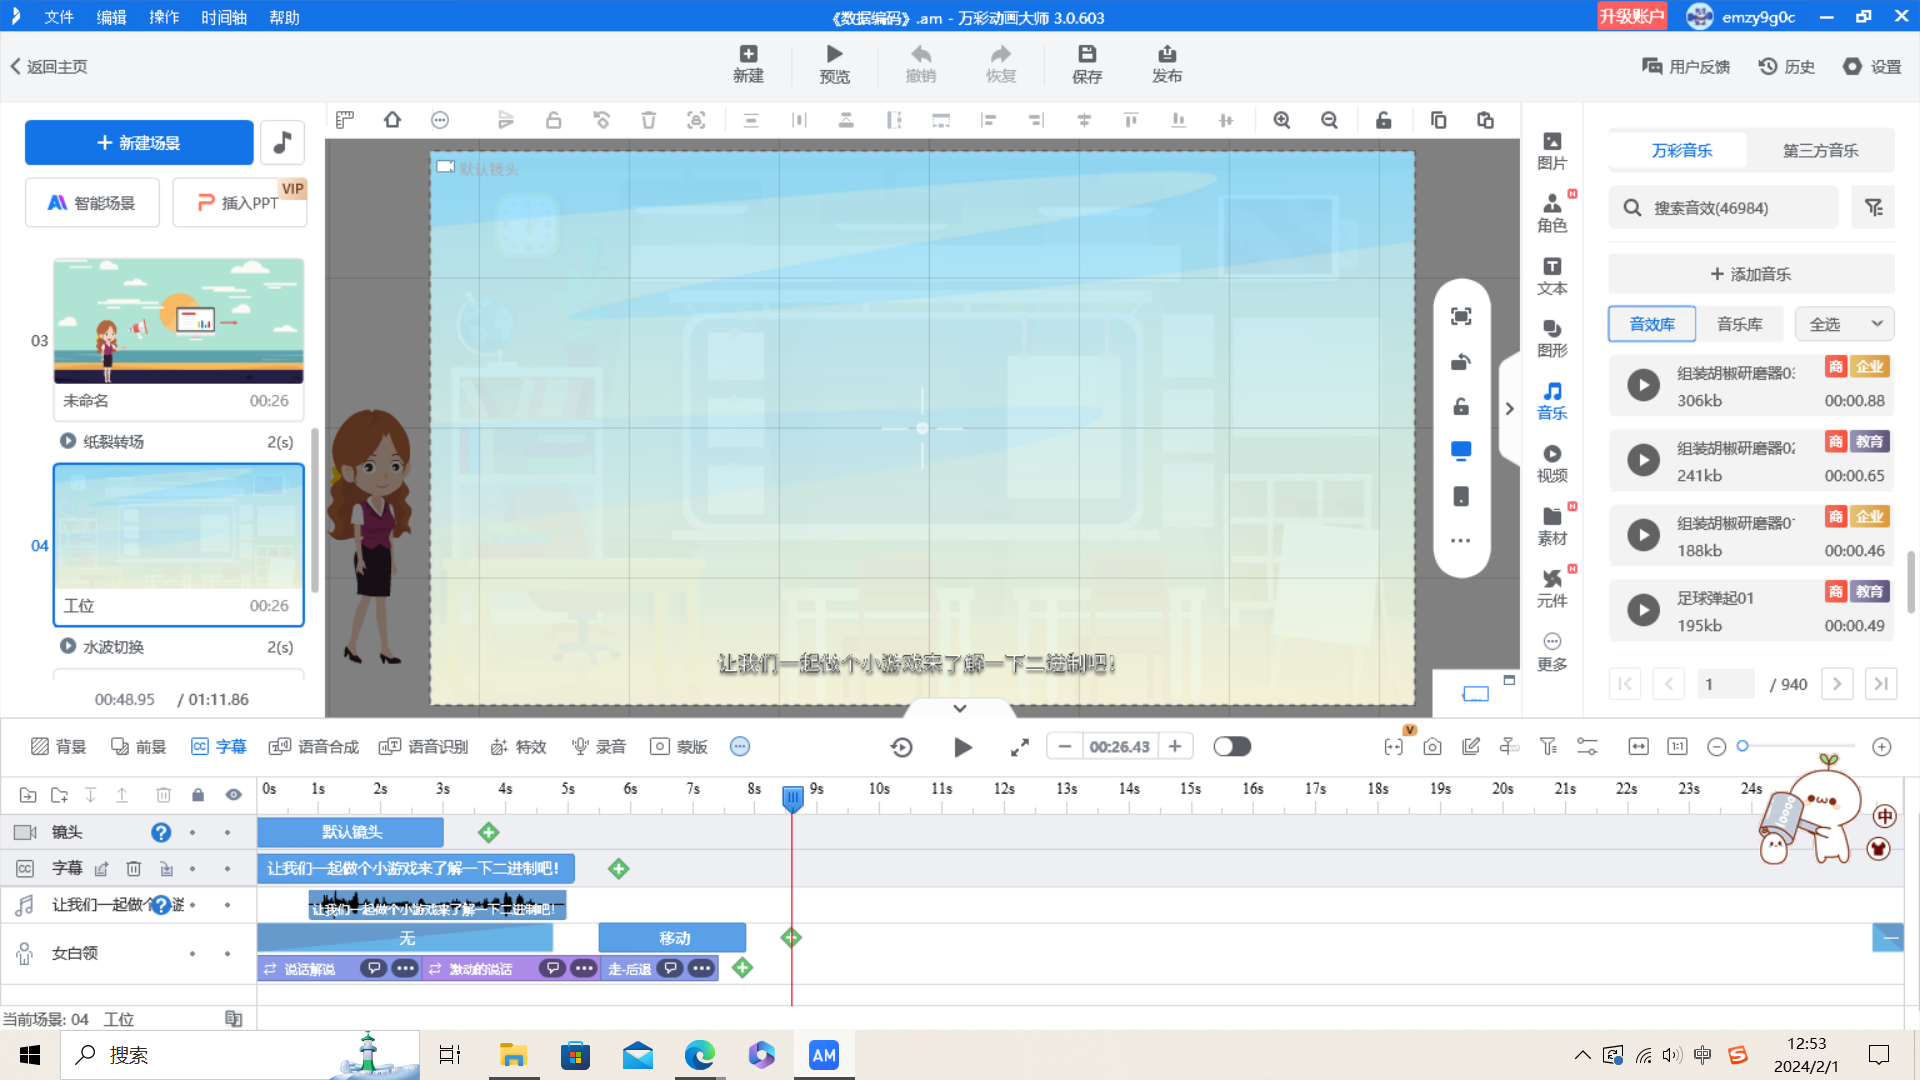 文件 编辑 操作 时间轴 帮助
《数据编码》.am - 万彩动画大师 3.0.603
升级账户 emzy9g0c
返回主页
新建 预览 撤销 恢复 保存 发布
用户反馈 历史 设置
新建场景
智能场景 插入PPT VIP
03
未命名 00:26
纸裂转场 2(s)
04
工位 00:26
水波切换 2(s)
00:48.95 / 01:11.86
默认镜头
让我们一起做个小游戏来了解一下二进制吧!
图片
角色
文本
图形
音乐
视频
素材
元件
更多
万彩音乐 第三方音乐
搜索音效(46984)
添加音乐
音效库 音乐库 全选
组装胡椒研磨器03 商 企业
306kb 00:00.88
组装胡椒研磨器02 商 教育
241kb 00:00.65
组装胡椒研磨器0 商 企业
188kb 00:00.46
足球弹起01 商 教育
195kb 00:00.49
1 / 940
背景 前景 字幕 语音合成 语音识别 特效 录音 蒙版
00:26.43
V
1:1
0s 1s 2s 3s 4s 5s 6s 7s 8s 9s 10s 11s 12s 13s 14s 15s 16s 17s 18s 19s 20s 21s 22s 23s 24s
镜头 默认镜头
CC 字幕 让我们一起做个小游戏来了解一下二进制吧!
让我们一起做个 游 让我们一起做个小游戏来了解一下二进制吧!
女白领 无 移动
说话解说 激动的说话 走-后退
10000
中
当前场景: 04 工位
搜索
AM
中
12:53
2024/2/1